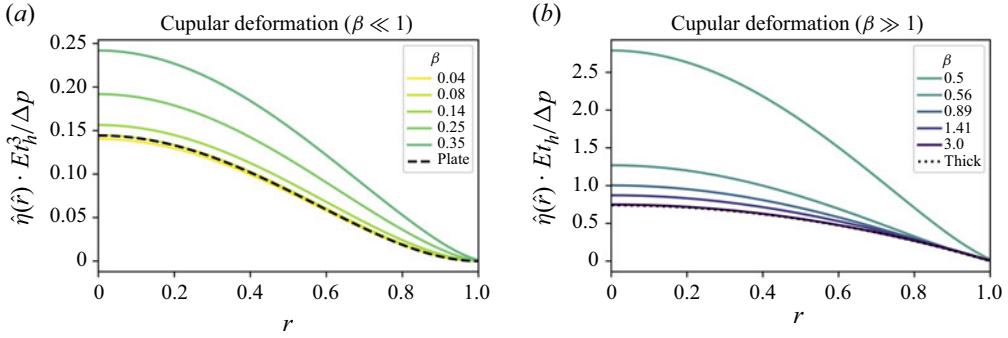 (a)
Cupular deformation (β ≪ 1)
0.25
0.20
0.15
0.10
0.05
0
η̂(r̂) · Et_h^3/Δp
β
0.04
0.08
0.14
0.25
0.35
Plate
0
0.2
0.4
0.6
0.8
1.0
r
(b)
Cupular deformation (β ≫ 1)
2.5
2.0
1.5
1.0
0.5
0
η̂(r̂) · Et_h/Δp
β
0.5
0.56
0.89
1.41
3.0
Thick
0
0.2
0.4
0.6
0.8
1.0
r